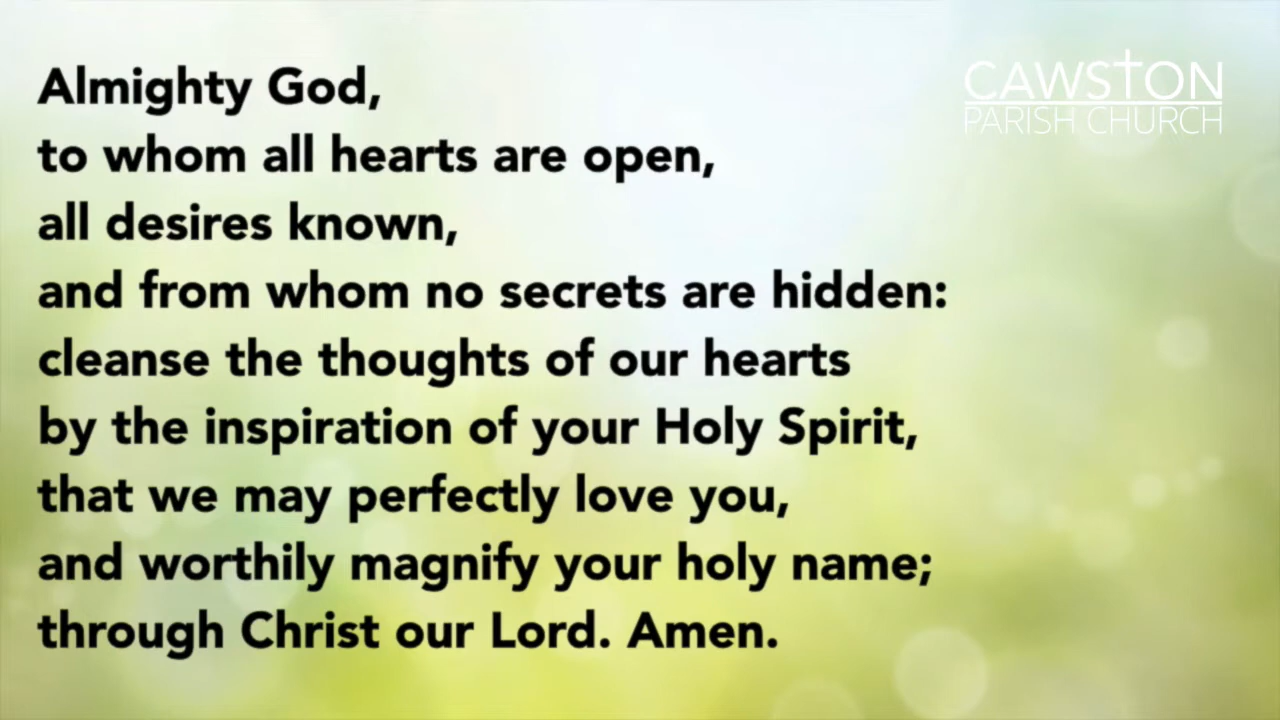 Almighty God,
to whom all hearts are open,
all desires known,
and from whom no secrets are hidden:
cleanse the thoughts of our hearts
by the inspiration of your Holy Spirit,
that we may perfectly love you,
and worthily magnify your holy name;
through Christ our Lord. Amen.
CAWSTON
PARISH CHURCH